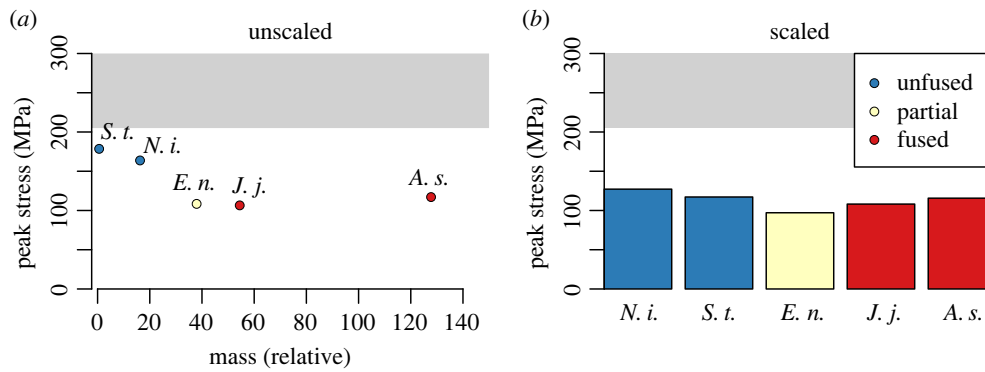 (a)
unscaled
300
200
100
0
peak stress (MPa)
S. t.
N. i.
E. n.
J. j.
A. s.
0 20 40 60 80 100 120 140
mass (relative)
(b)
scaled
300
200
100
0
peak stress (MPa)
unfused
partial
fused
N. i. S. t. E. n. J. j. A. s.